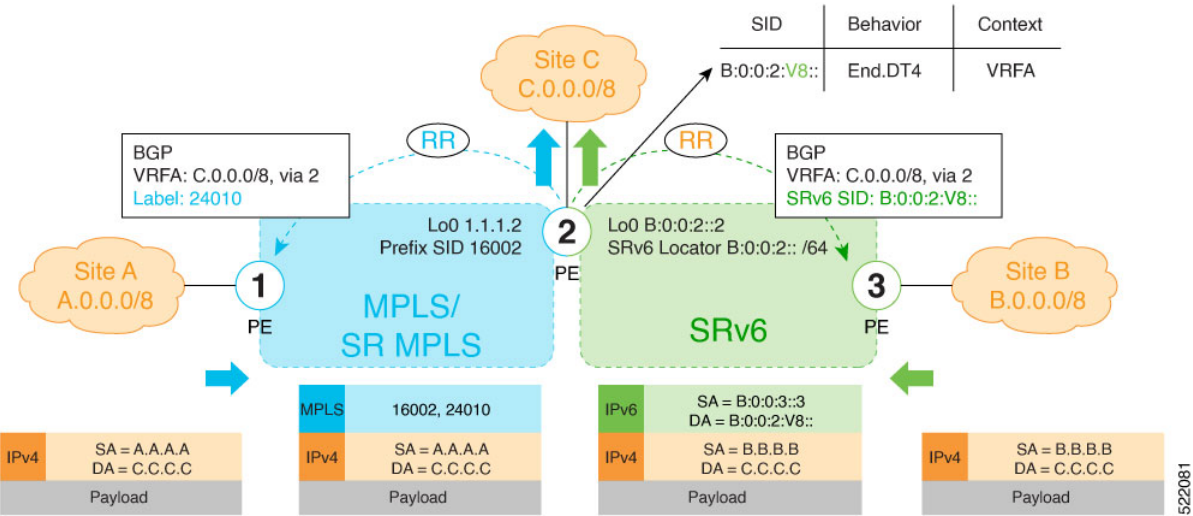 SID Behavior Context
B:0:0:2:V8:: End.DT4 VRFA
Site C
C.0.0.0/8
RR
RR
BGP
VRFA: C.0.0.0/8, via 2
Label: 24010
BGP
VRFA: C.0.0.0/8, via 2
SRv6 SID: B:0:0:2:V8::
Lo0 1.1.1.2
Prefix SID 16002
2
PE
Lo0 B:0:0:2::2
SRv6 Locator B:0:0:2:: /64
Site A
A.0.0.0/8
1
PE
MPLS/
SR MPLS
SRv6
3
PE
Site B
B.0.0.0/8
IPv4
SA = A.A.A.A
DA = C.C.C.C
Payload
MPLS
16002, 24010
IPv4
SA = A.A.A.A
DA = C.C.C.C
Payload
IPv6
SA = B:0:0:3::3
DA = B:0:0:2:V8::
IPv4
SA = B.B.B.B
DA = C.C.C.C
Payload
IPv4
SA = B.B.B.B
DA = C.C.C.C
Payload
522081